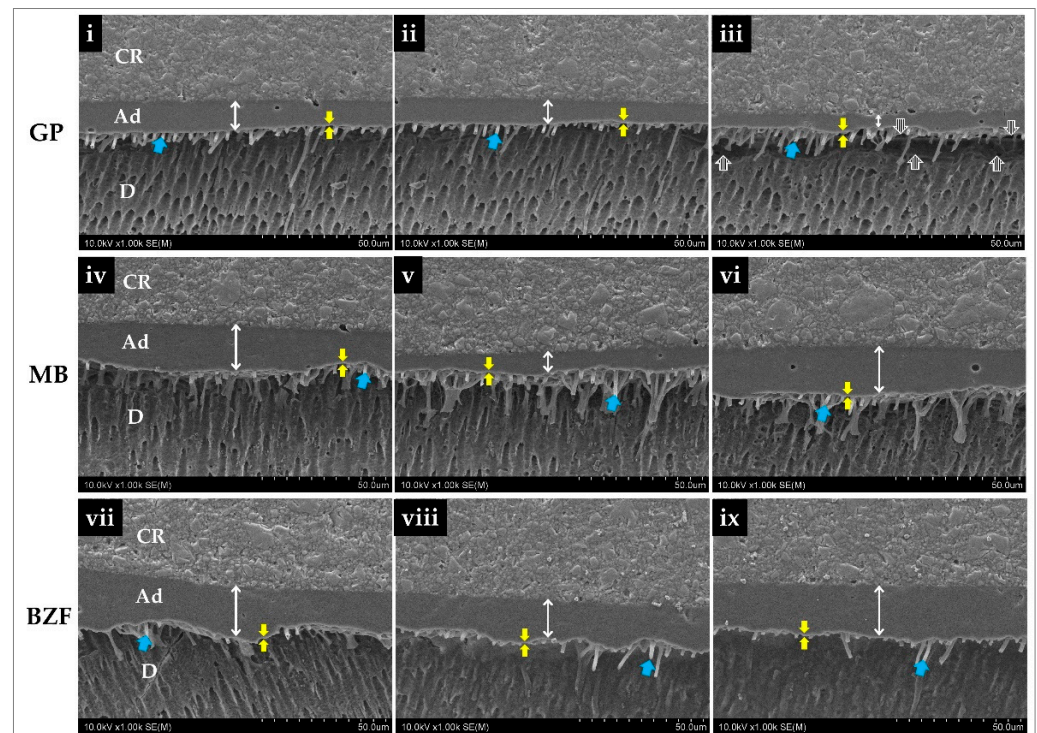 i ii iii
CR
Ad
GP
D
10.0kV x1.00k SE(M) 50.0um 10.0kV x1.00k SE(M) 50.0um 10.0kV x1.00k SE(M) 50.0um
iv v vi
CR
Ad
MB
D
10.0kV x1.00k SE(M) 50.0um 10.0kV x1.00k SE(M) 50.0um 10.0kV x1.00k SE(M) 50.0um
vii viii ix
CR
Ad
BZF
D
10.0kV x1.00k SE(M) 50.0um 10.0kV x1.00k SE(M) 50.0um 10.0kV x1.00k SE(M) 50.0um